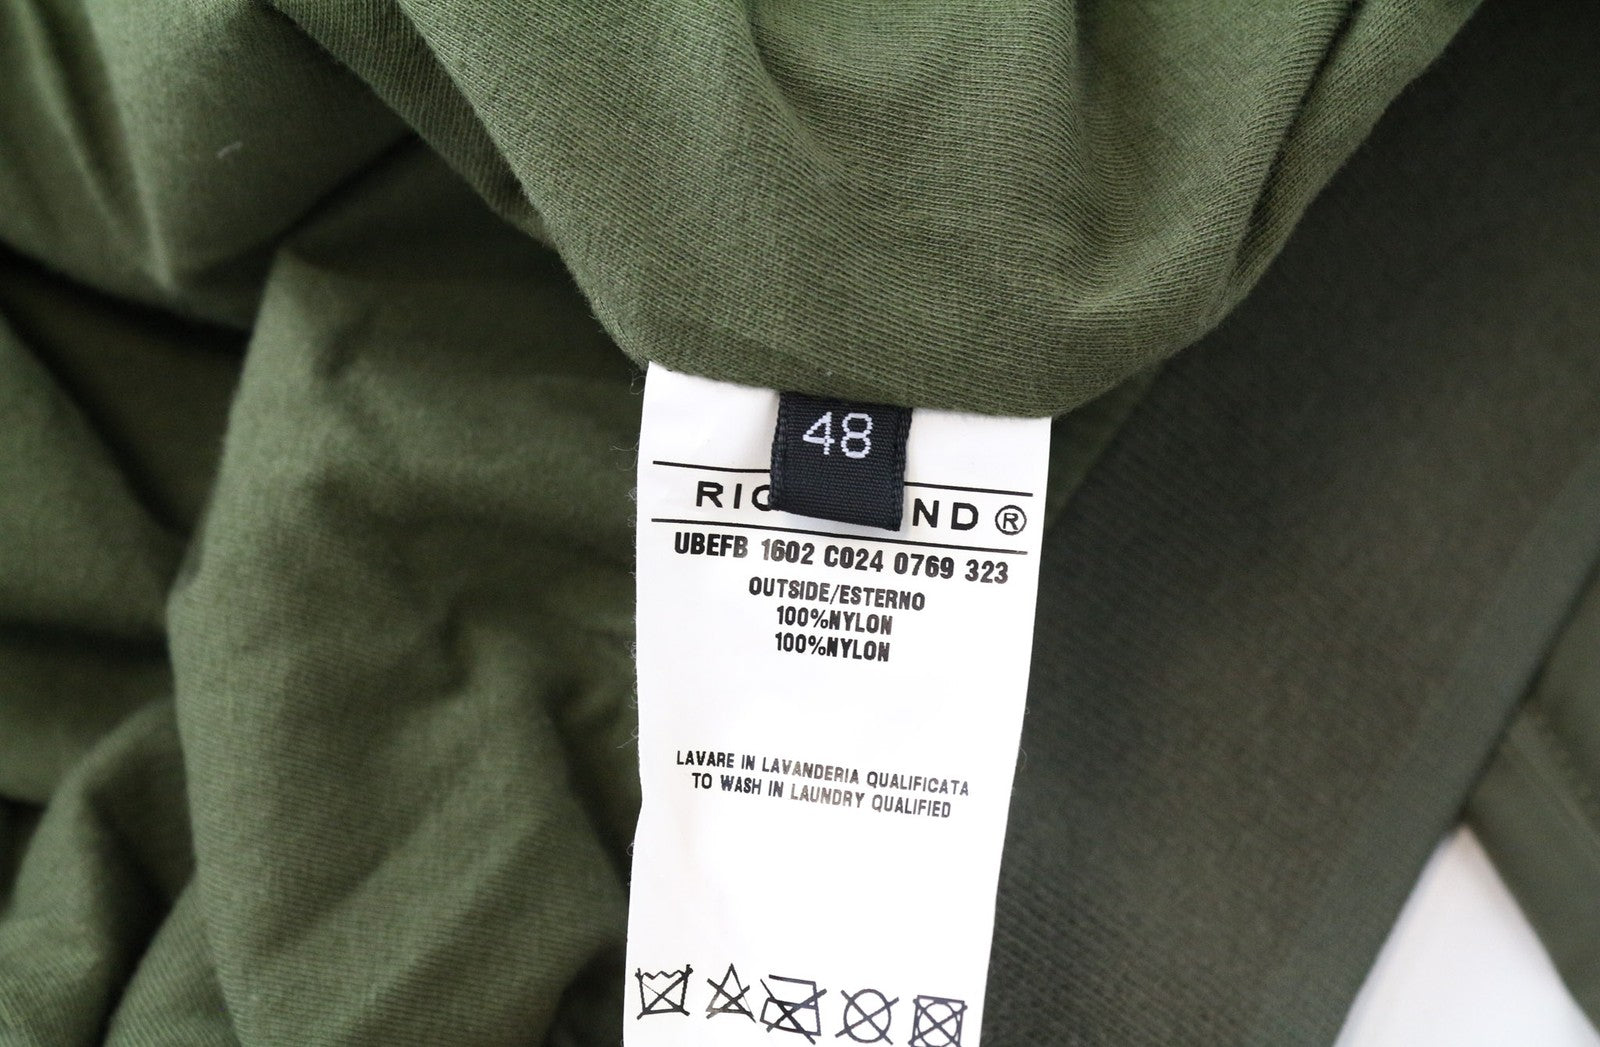 48
RIC ND ®
UBEFB 1602 C024 0769 323
OUTSIDE/ESTERNO
100%NYLON
100%NYLON
LAVARE IN LAVANDERIA QUALIFICATA
TO WASH IN LAUNDRY QUALIFIED